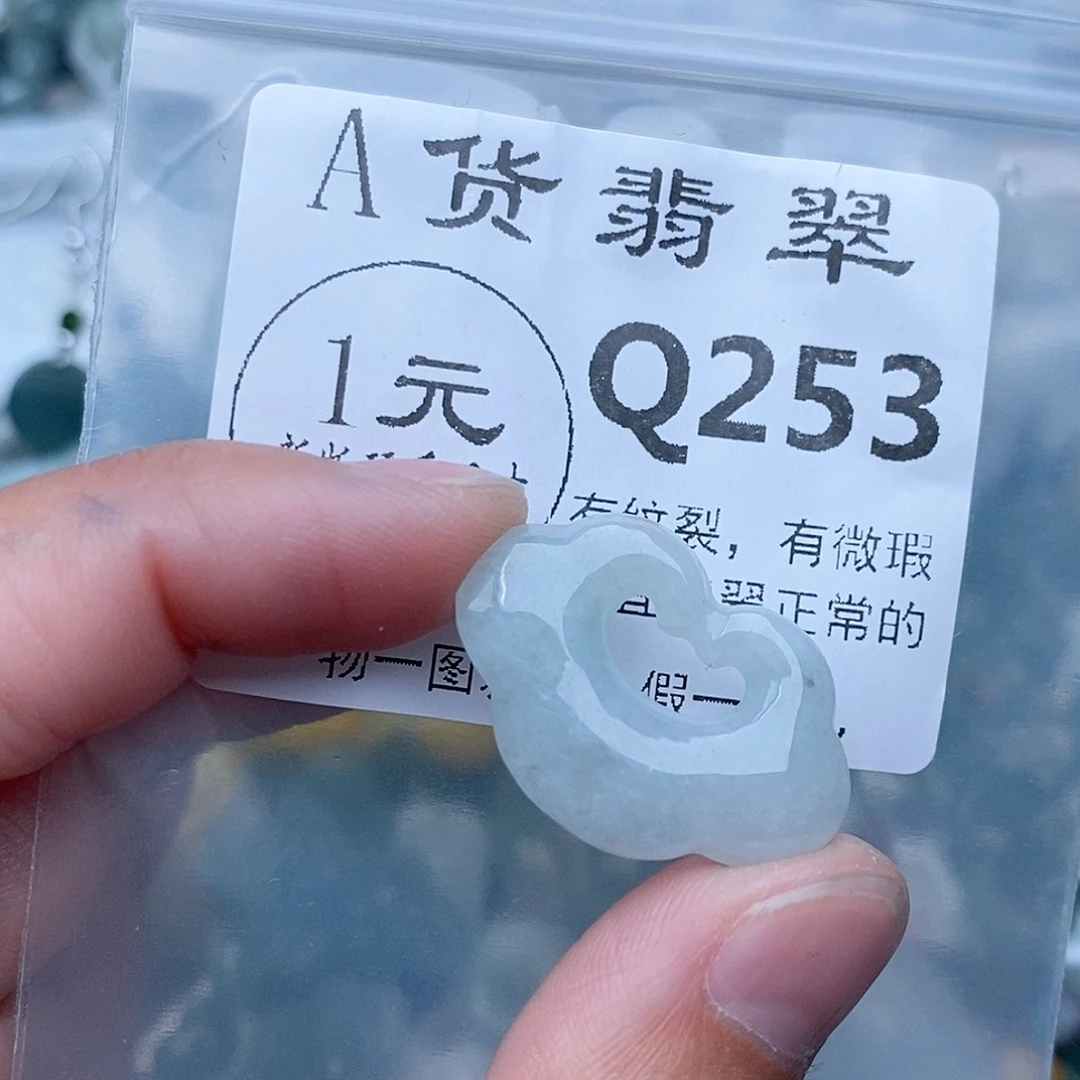 A货翡翠
1元
Q253
有纹裂，有微瑕
翠正常的
物一图
假一